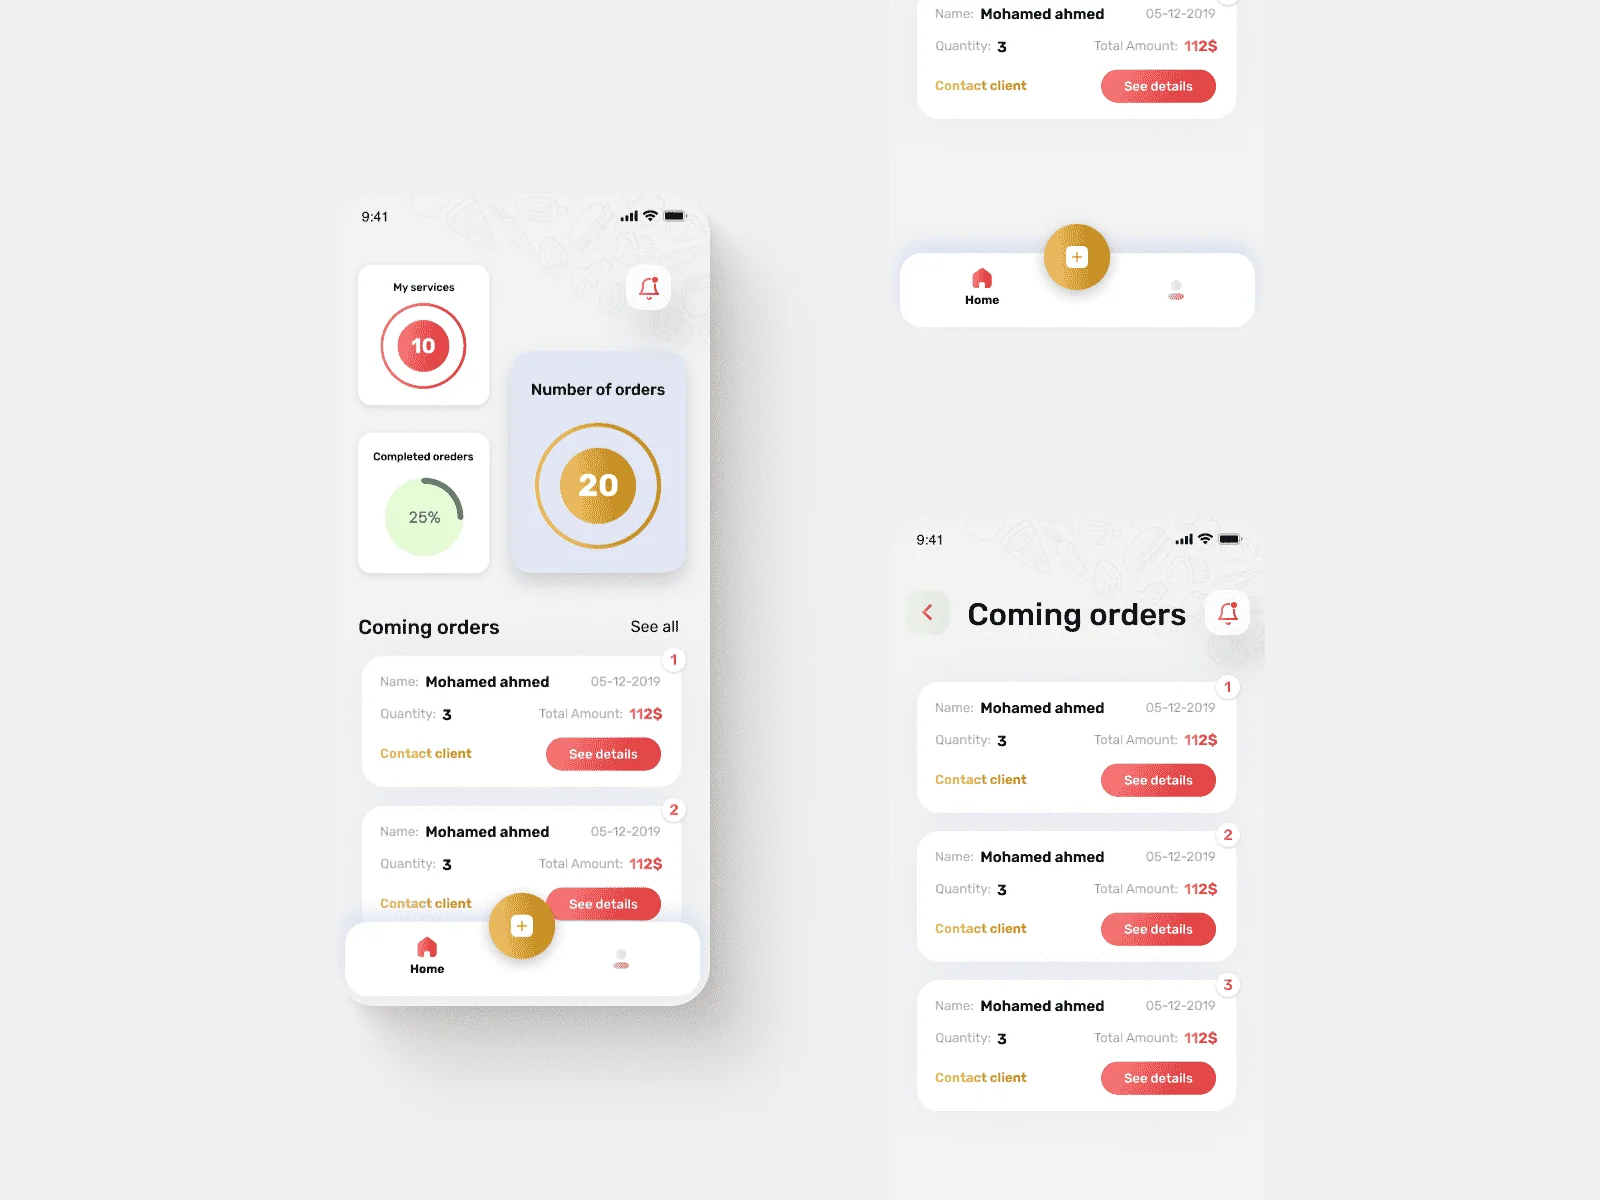 9:41
My services
10
Number of orders
20
Completed oreders
25%
Coming orders
See all
1
Name: Mohamed ahmed 05-12-2019
Quantity: 3 Total Amount: 112$
Contact client See details
2
Name: Mohamed ahmed 05-12-2019
Quantity: 3 Total Amount: 112$
Contact client See details
Home
Name: Mohamed ahmed 05-12-2019
Quantity: 3 Total Amount: 112$
Contact client See details
Home
9:41
Coming orders
1
Name: Mohamed ahmed 05-12-2019
Quantity: 3 Total Amount: 112$
Contact client See details
2
Name: Mohamed ahmed 05-12-2019
Quantity: 3 Total Amount: 112$
Contact client See details
3
Name: Mohamed ahmed 05-12-2019
Quantity: 3 Total Amount: 112$
Contact client See details